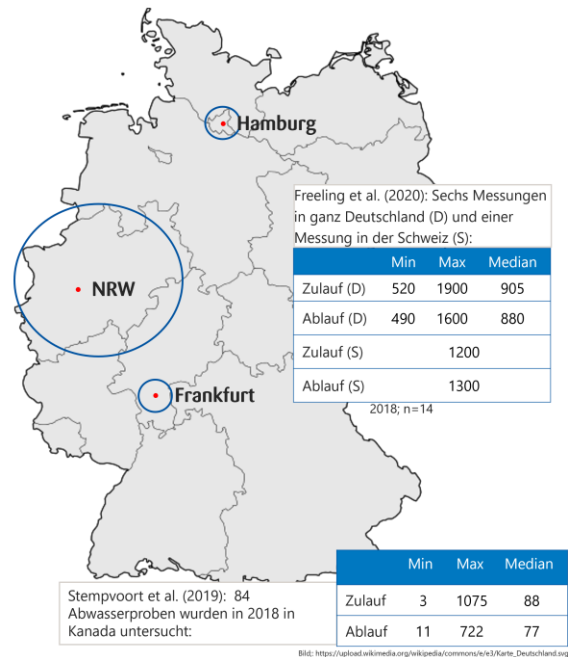 Hamburg
Freeling et al. (2020): Sechs Messungen
in ganz Deutschland (D) und einer
Messung in der Schweiz (S):
Min Max Median
Zulauf (D) 520 1900 905
Ablauf (D) 490 1600 880
Zulauf (S) 1200
Ablauf (S) 1300
2018; n=14
NRW
Frankfurt
Stempvoort et al. (2019): 84
Abwasserproben wurden in 2018 in
Kanada untersucht:
Min Max Median
Zulauf 3 1075 88
Ablauf 11 722 77
Bild: https://upload.wikimedia.org/wikipedia/commons/e/e3/Karte_Deutschland.svg